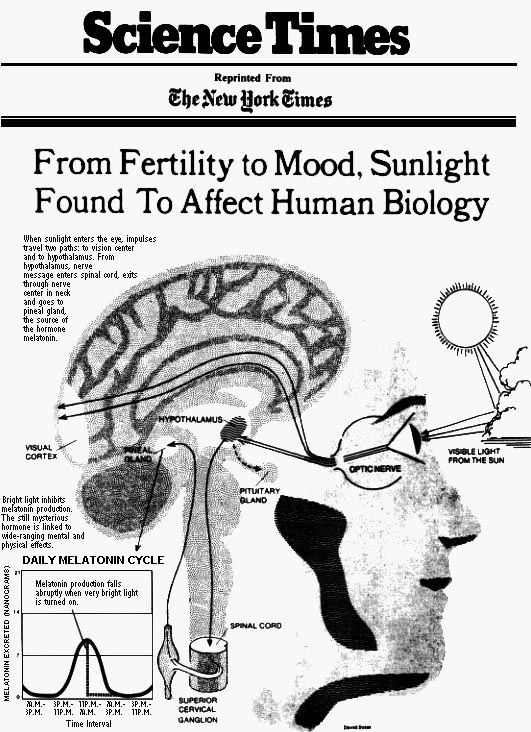 Science Times
Reprinted From
The New York Times
From Fertility to Mood, Sunlight
Found To Affect Human Biology
When sunlight enters the eye, impulses
travel two paths: to vision center
and to hypothalamus. From
hypothalamus, nerve
message enters spinal cord, exits
through nerve
center in neck
and goes to
pineal gland,
the source of
the hormone
melatonin.
HYPOTHALAMUS
VISUAL
CORTEX
PINEAL
GLAND
OPTIC NERVE
VISIBLE LIGHT
FROM THE SUN
PITUITARY
GLAND
Bright light inhibits
melatonin production.
The still mysterious
hormone is linked to
wide-ranging mental and
physical effects.
DAILY MELATONIN CYCLE
Melatonin production falls
abruptly when very bright light
is turned on.
MELATONIN EXCRETED (NANOGRAMS)
21
14
7
0
7A.M.- 3P.M.- 11P.M.- 7A.M.- 3P.M.-
3P.M. 11P.M. 7A.M. 3P.M. 11P.M.
Time Interval
SPINAL CORD
SUPERIOR
CERVICAL
GANGLION